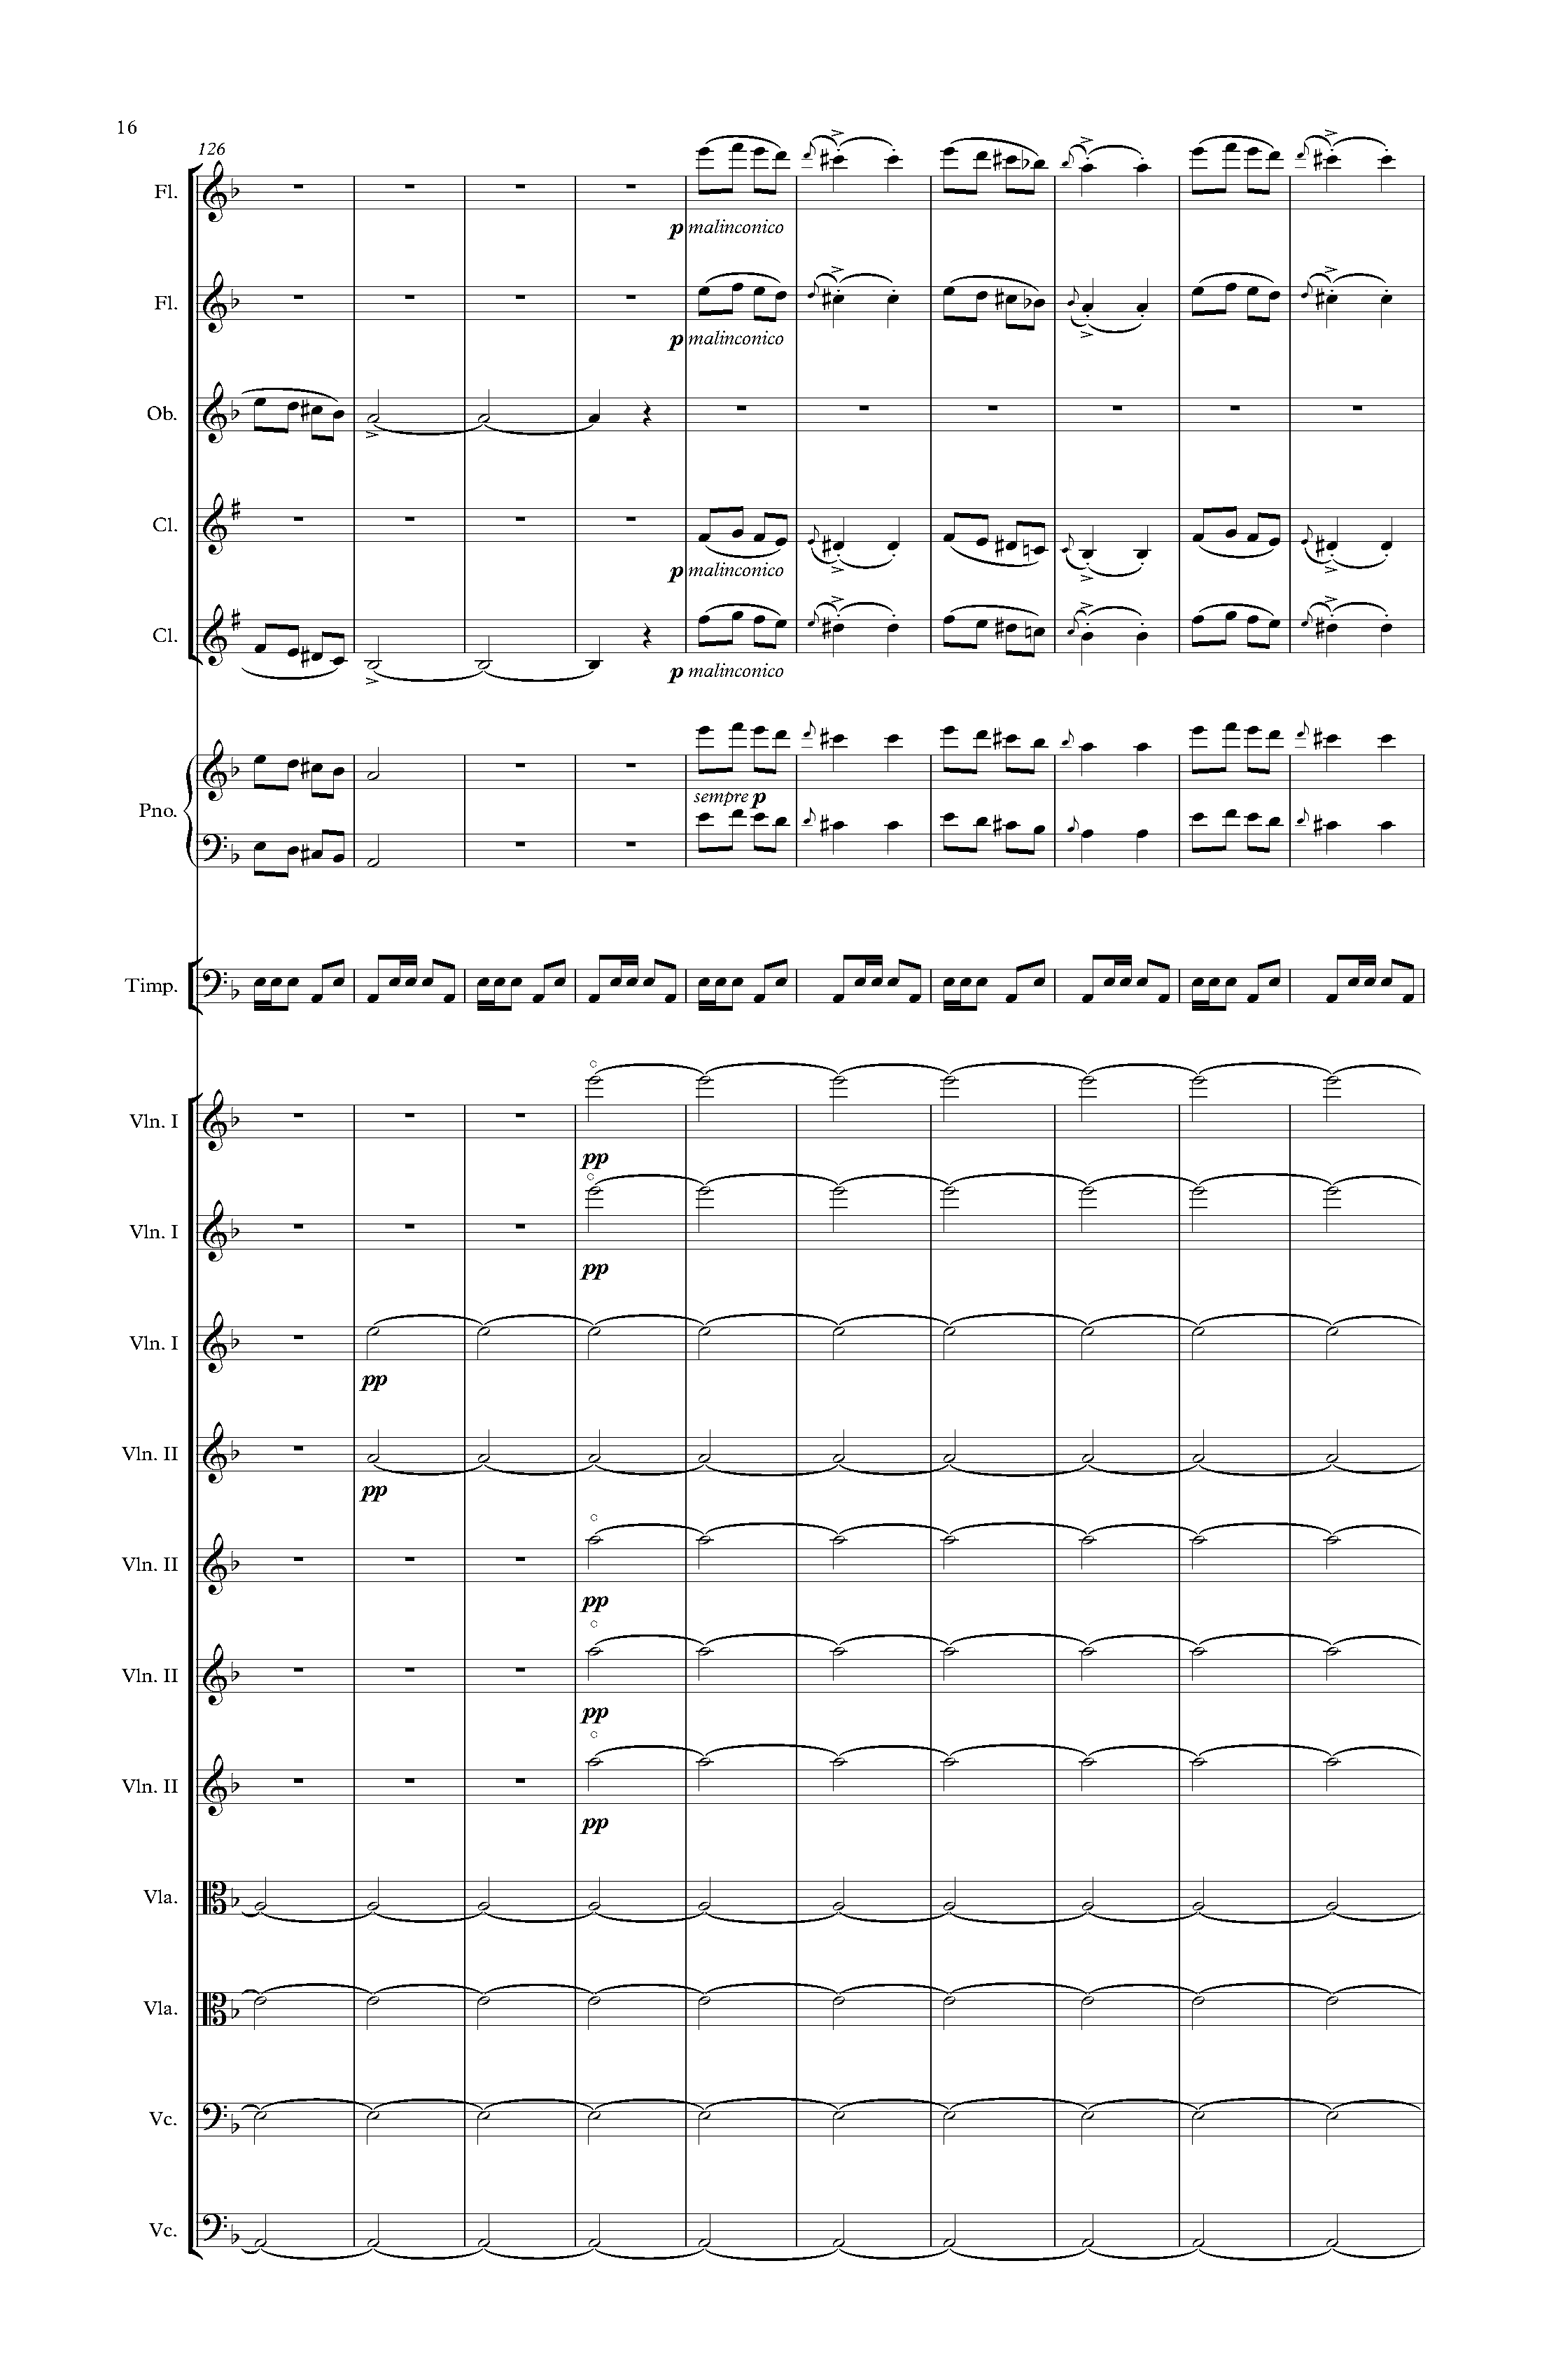 16
126
Fl.
p malinconico
Fl.
p malinconico
Ob.
Cl.
p malinconico
Cl.
p malinconico
Pno.
sempre p
Timp.
Vln. I
pp
Vln. I
pp
Vln. I
pp
Vln. II
pp
Vln. II
pp
Vln. II
pp
Vln. II
pp
Vla.
Vla.
Vc.
Vc.